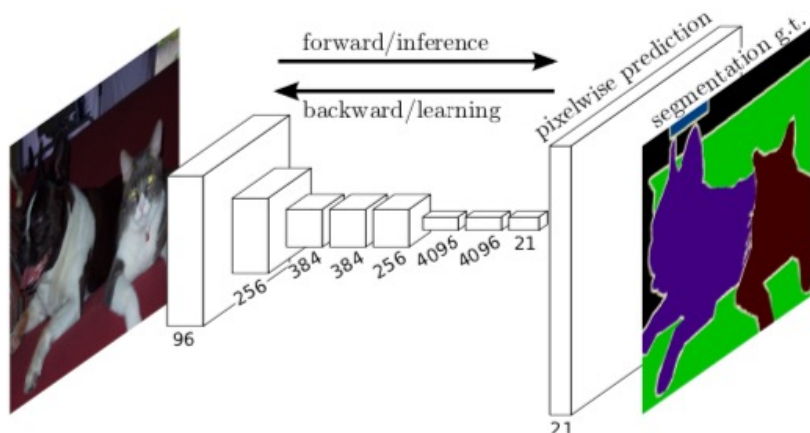 forward/inference
backward/learning
pixelwise prediction
segmentation g.t.
96
256
384
384
256
4096
4096
21
21